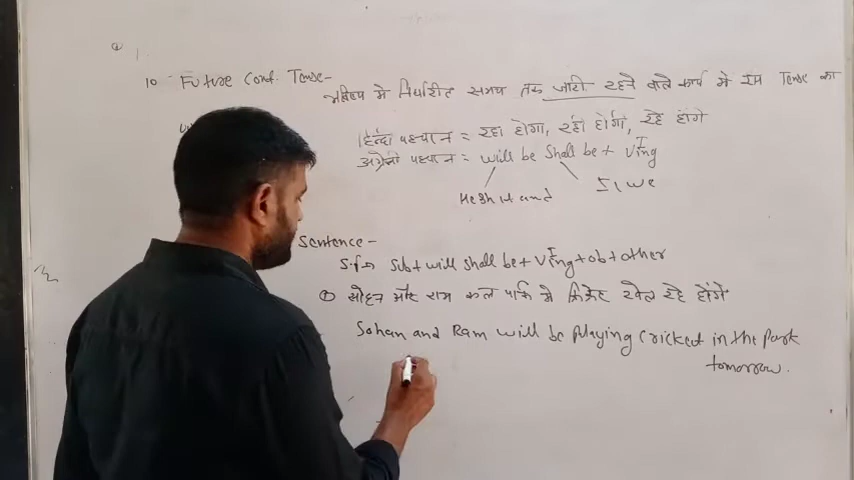 10 Future Cont. Tense-
भविष्य मे निर्धारित समय तक जारी रहने वाले कार्य मे इस Tense का
हिन्दी पहचान = रहा होगा, रही होगी, रहे होंगे
अंग्रेजी पहचान = will be Shall be + VIing
He Sh it and I, we
Sentence -
S.f→ Sub + will shall be + VIing + ob + other
① सोहन और राम कल पार्क मे क्रिकेट खेल रहे होंगे
Sohan and Ram will be playing Cricket in the Park
tomorrow.